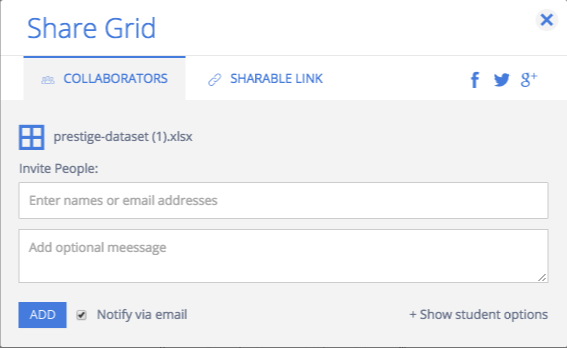 Share Grid
COLLABORATORS SHARABLE LINK
prestige-dataset (1).xlsx
Invite People:
Enter names or email addresses
Add optional meessage
ADD Notify via email + Show student options